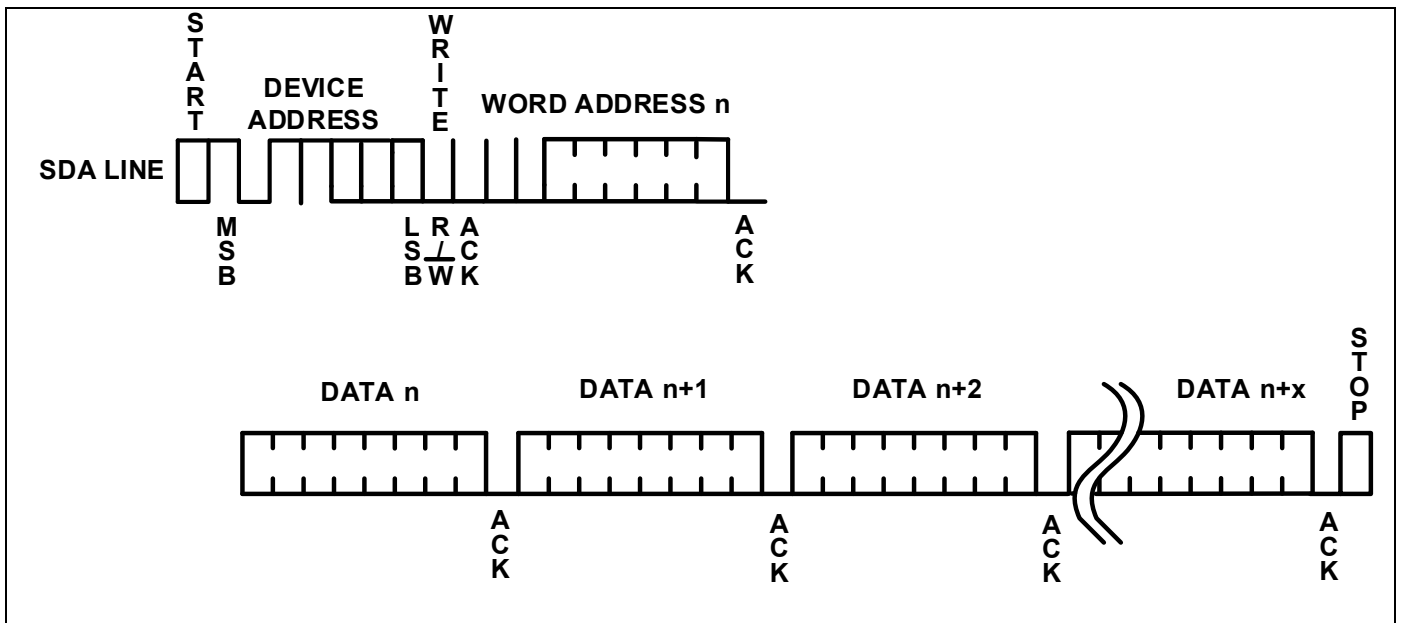 START
WRITE
DEVICE
ADDRESS
WORD ADDRESS n
SDA LINE
MSB
LSB
R/W
ACK
ACK
STOP
DATA n
DATA n+1
DATA n+2
DATA n+x
ACK
ACK
ACK
ACK